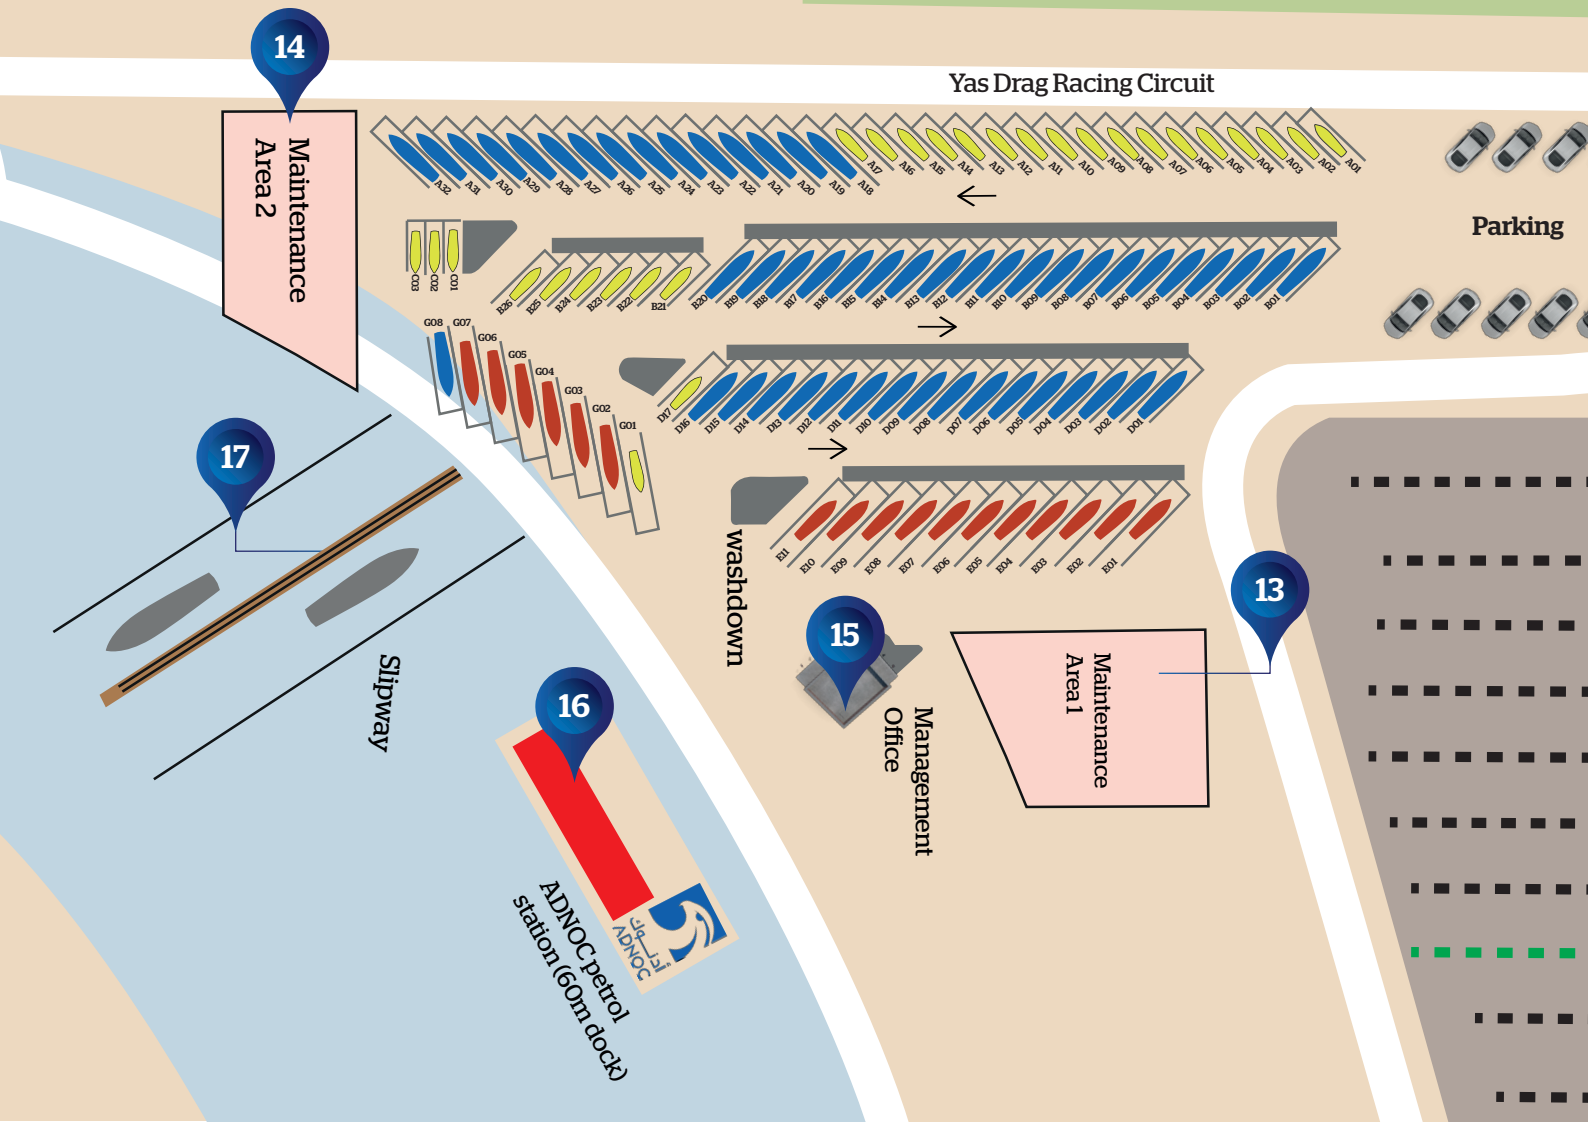 14
Yas Drag Racing Circuit
Maintenance
Area 2
A32
A31
A30
A29
A28
A27
A26
A25
A24
A23
A22
A21
A20
A19
A18
A17
A16
A15
A14
A13
A12
A11
A10
A09
A08
A07
A06
A05
A04
A03
A02
A01
Parking
C03
C02
C01
B26
B25
B24
B23
B22
B21
B20
B19
B18
B17
B16
B15
B14
B13
B12
B11
B10
B09
B08
B07
B06
B05
B04
B03
B02
B01
G08
G07
G06
G05
G04
G03
G02
G01
D17
D16
D15
D14
D13
D12
D11
D10
D09
D08
D07
D06
D05
D04
D03
D02
D01
17
E11
E10
E09
E08
E07
E06
E05
E04
E03
E02
E01
washdown
13
15
Slipway
Management
Office
Maintenance
Area 1
16
ADNOC petrol
station (60m dock)
أدنوك
ADNOC